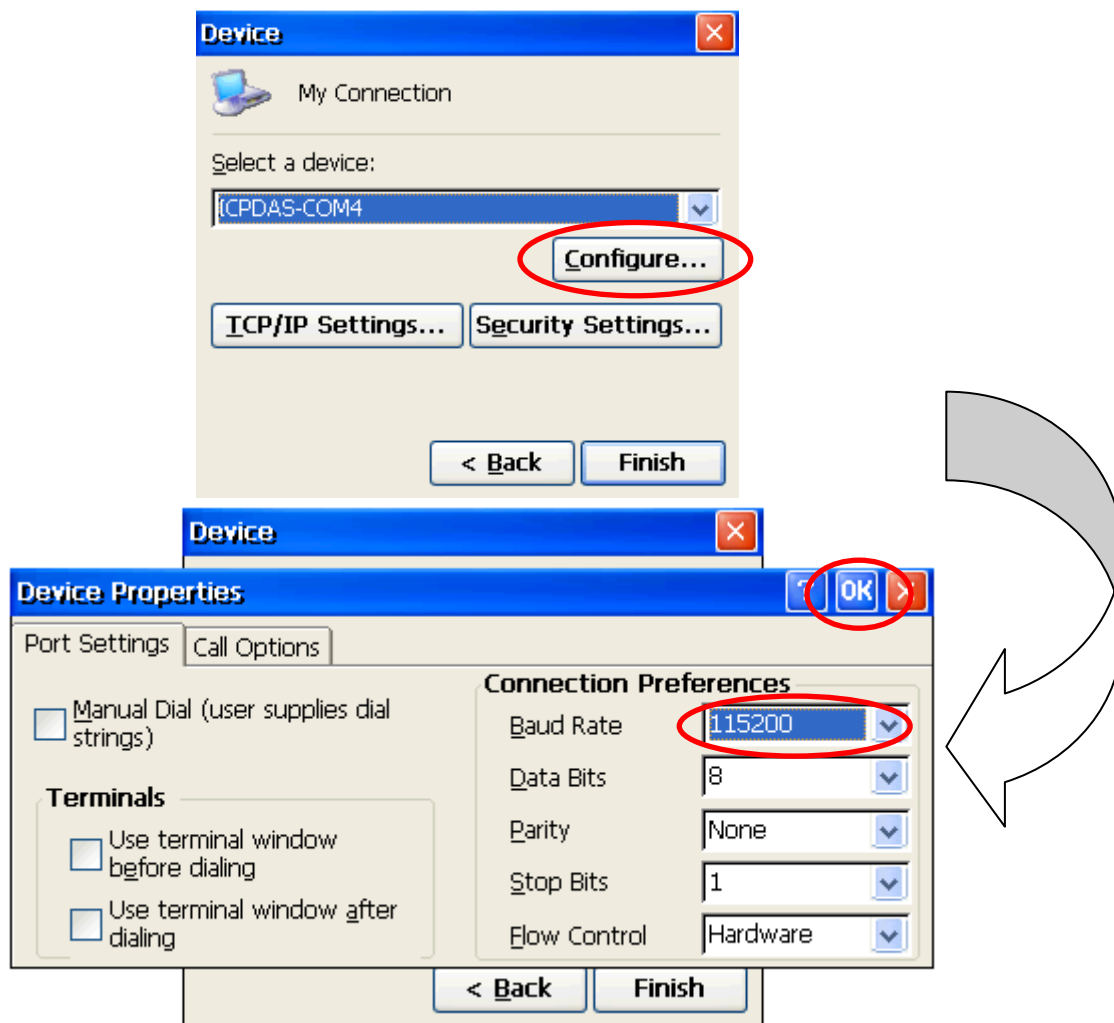 Device
My Connection
Select a device:
ICPDAS-COM4
Configure...
TCP/IP Settings...
Security Settings...
< Back
Finish
Device
Device Properties
? OK
Port Settings
Call Options
Manual Dial (user supplies dial
strings)
Terminals
Use terminal window
before dialing
Use terminal window after
dialing
Connection Preferences
Baud Rate
115200
Data Bits
8
Parity
None
Stop Bits
1
Flow Control
Hardware
< Back
Finish